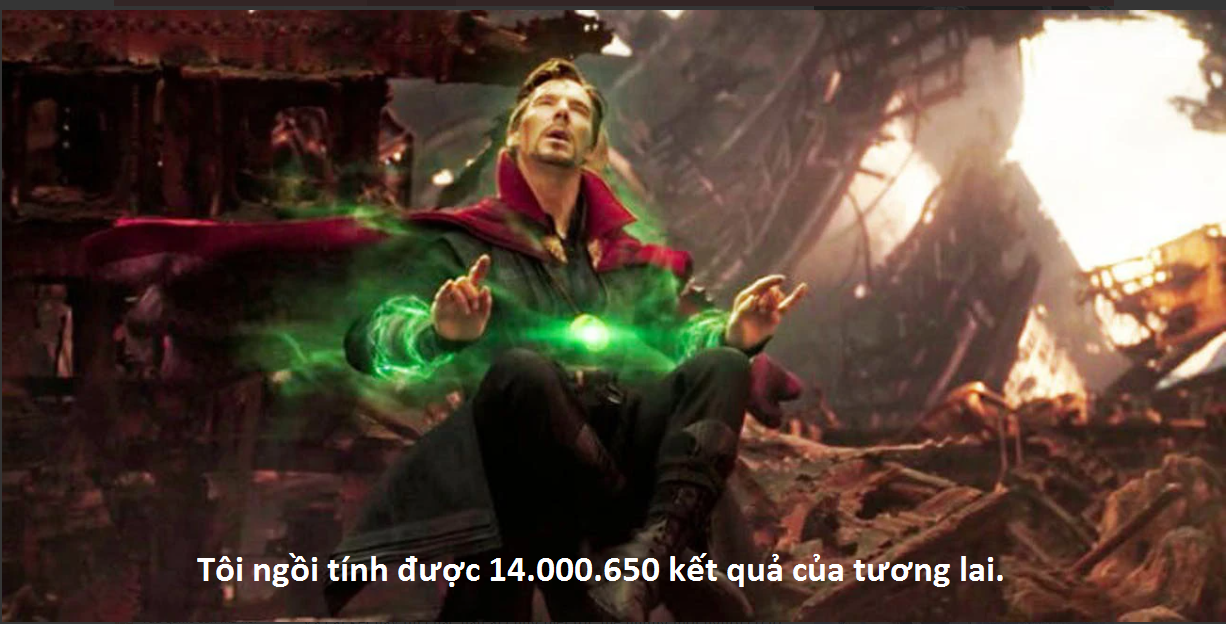 Tôi ngồi tính được 14.000.650 kết quả của tương lai.